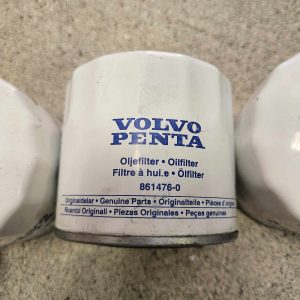 VOLVO
PENTA
Oljefilter • Oilfilter
Filtre à hui.e • Ölfilter
861476-0
Originaldelar • Genuine Parts • Originalteile • Pièces d'origine
Ricambi Originali • Piezas Originales • Peças genuinas